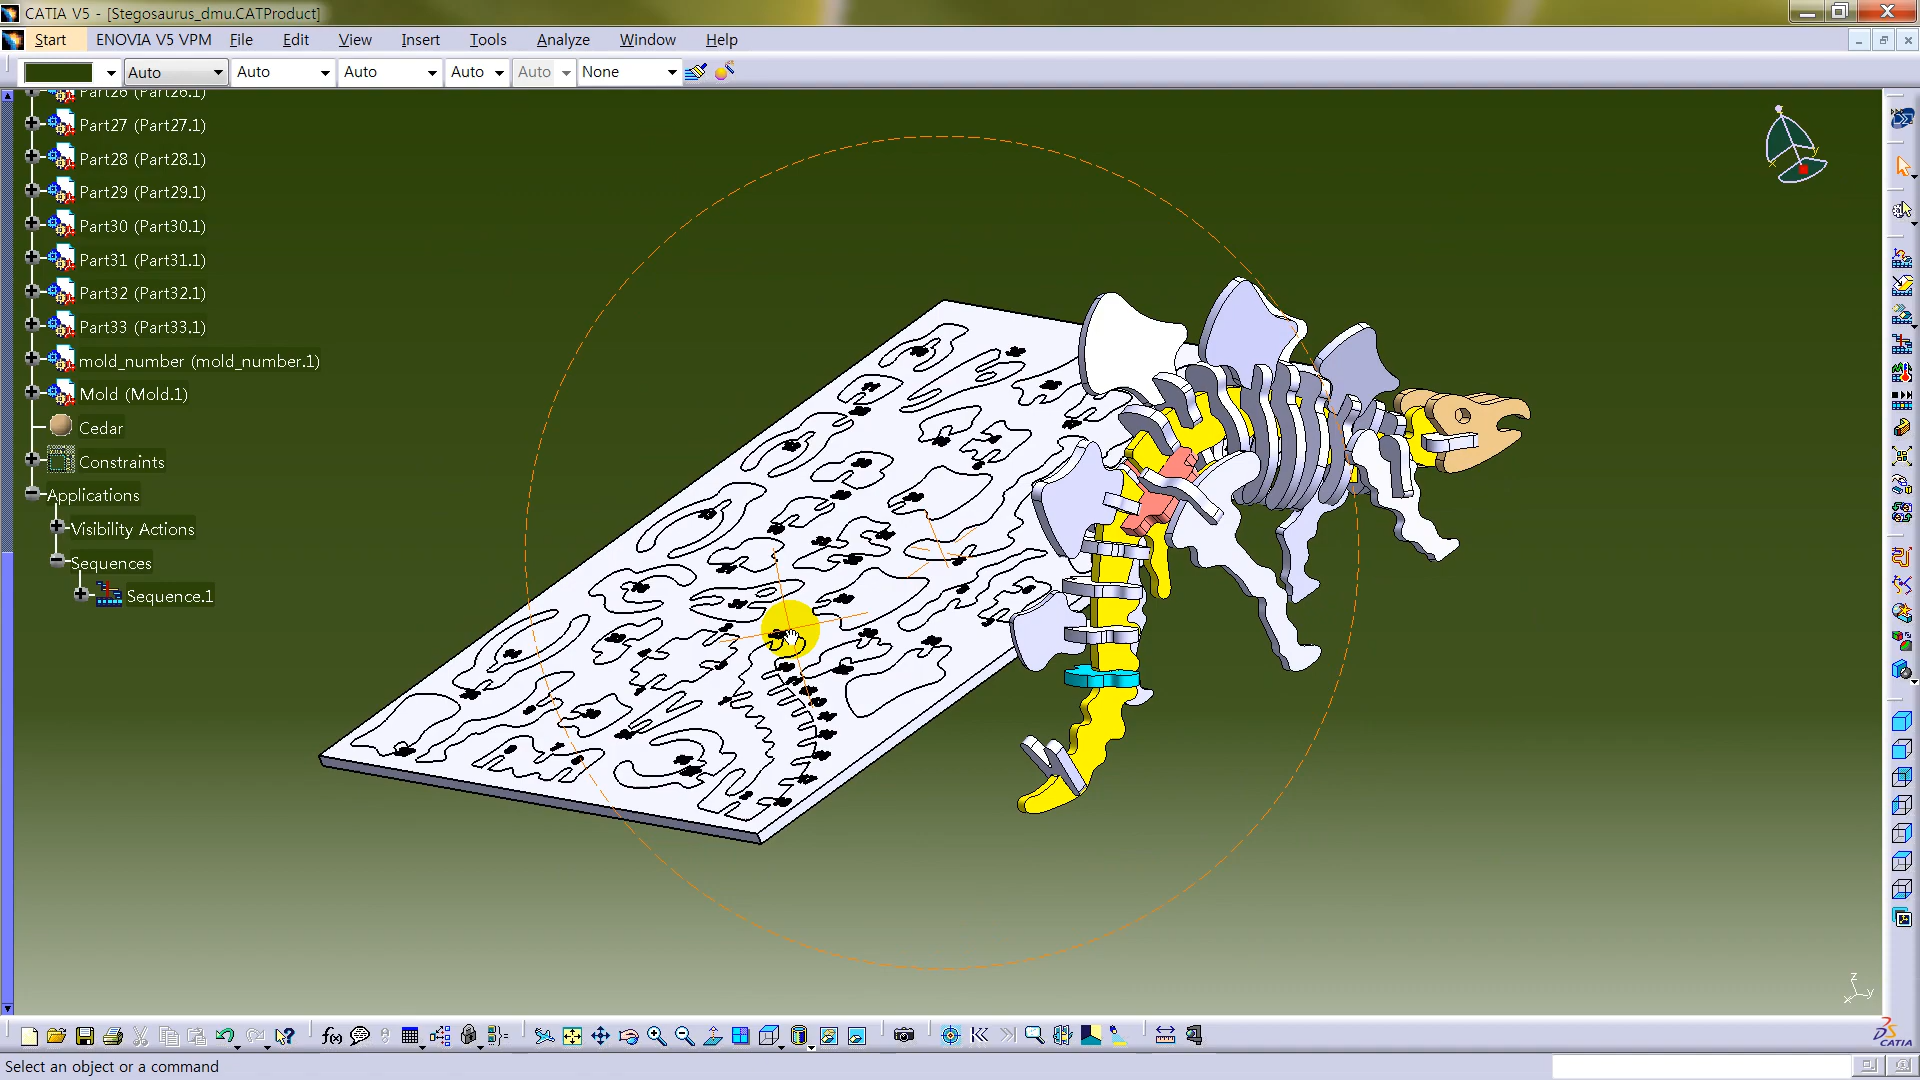 CATIA V5 - [Stegosaurus_dmu.CATProduct]
Start ENOVIA V5 VPM File Edit View Insert Tools Analyze Window Help
Auto Auto Auto Auto Auto None
Part26 (Part26.1)
Part27 (Part27.1)
Part28 (Part28.1)
Part29 (Part29.1)
Part30 (Part30.1)
Part31 (Part31.1)
Part32 (Part32.1)
Part33 (Part33.1)
mold_number (mold_number.1)
Mold (Mold.1)
Cedar
Constraints
Applications
Visibility Actions
Sequences
Sequence.1
z
x y
CATIA
Select an object or a command